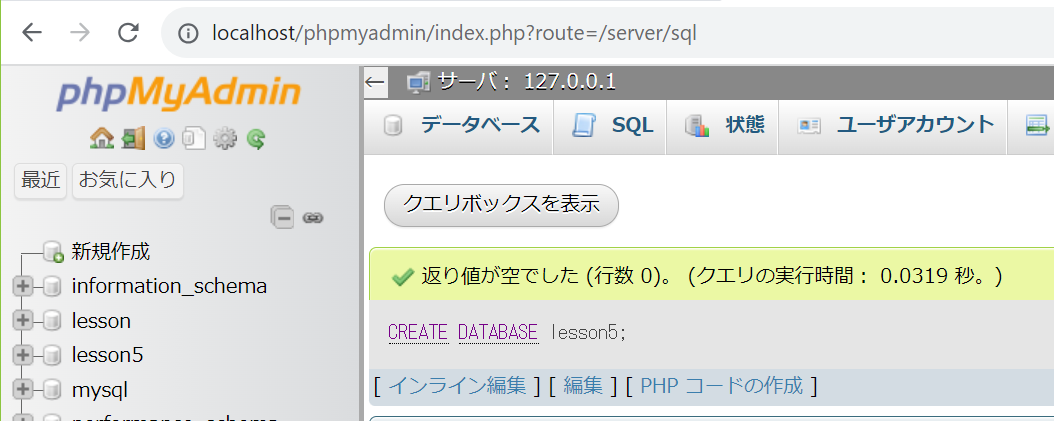 localhost/phpmyadmin/index.php?route=/server/sql
phpMyAdmin
最近 お気に入り
新規作成
information_schema
lesson
lesson5
mysql
performance_schema
サーバ： 127.0.0.1
データベース SQL 状態 ユーザアカウント
クエリボックスを表示
返り値が空でした (行数 0)。 (クエリの実行時間： 0.0319 秒。)
CREATE DATABASE lesson5;
[ インライン編集 ] [ 編集 ] [ PHP コードの作成 ]